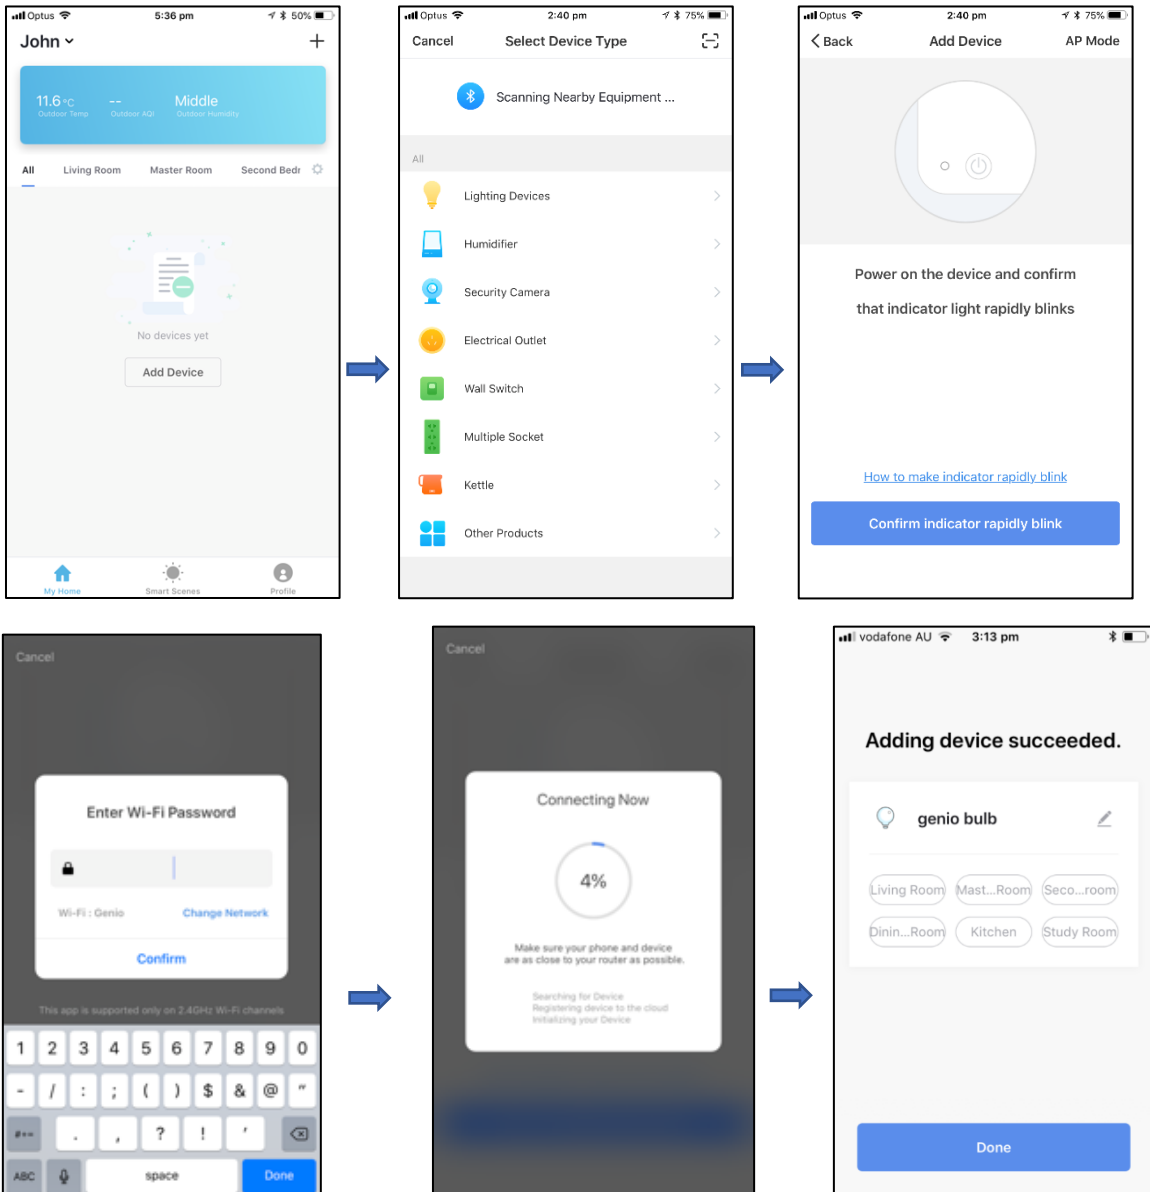 Optus 5:36 pm 50%
John
11.6 °C -- Middle
Outdoor Temp Outdoor AQI Outdoor Humidity
All Living Room Master Room Second Bedr
No devices yet
Add Device
My Home Smart Scenes Profile
Optus 2:40 pm 75%
Cancel Select Device Type
Scanning Nearby Equipment ...
All
Lighting Devices
Humidifier
Security Camera
Electrical Outlet
Wall Switch
Multiple Socket
Kettle
Other Products
Optus 2:40 pm 75%
Back Add Device AP Mode
Power on the device and confirm
that indicator light rapidly blinks
How to make indicator rapidly blink
Confirm indicator rapidly blink
Cancel
Enter Wi-Fi Password
Wi-Fi : Genio Change Network
Confirm
This app is supported only on 2.4GHz Wi-Fi channels
1 2 3 4 5 6 7 8 9 0
- / : ; ( ) $ & @ "
#+= . , ? ! '
ABC space Done
Cancel
Connecting Now
4%
Make sure your phone and device
are as close to your router as possible.
Searching for Device
Registering device to the cloud
Initializing your Device
vodafone AU 3:13 pm
Adding device succeeded.
genio bulb
Living Room Mast...Room Seco...room
Dinin...Room Kitchen Study Room
Done